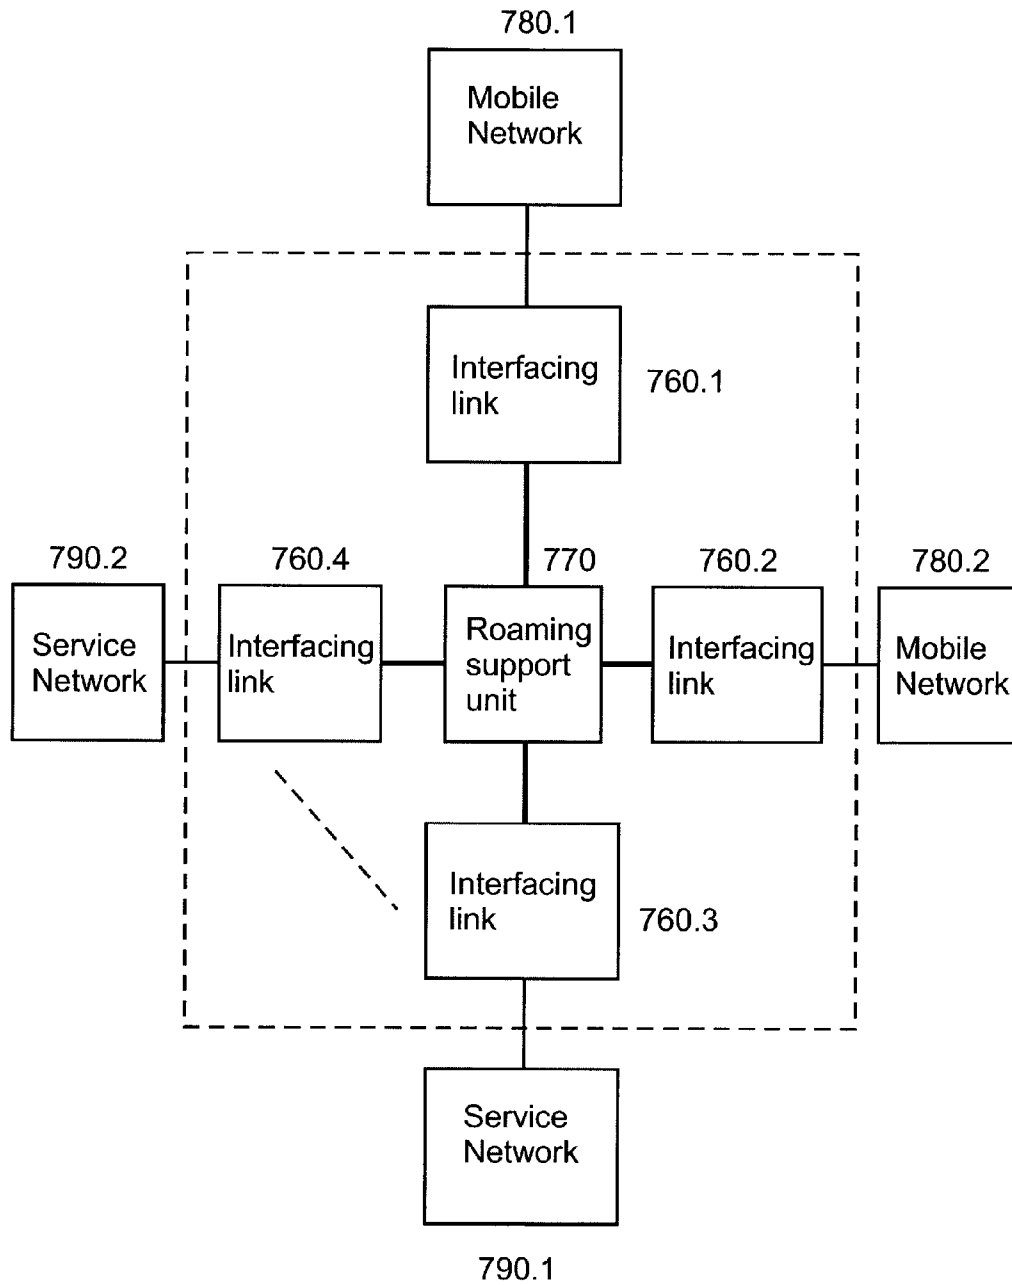 780.1
Mobile
Network
Interfacing
link
760.1
790.2
760.4
770
760.2
780.2
Service
Network
Interfacing
link
Roaming
support
unit
Interfacing
link
Mobile
Network
Interfacing
link
760.3
Service
Network
790.1